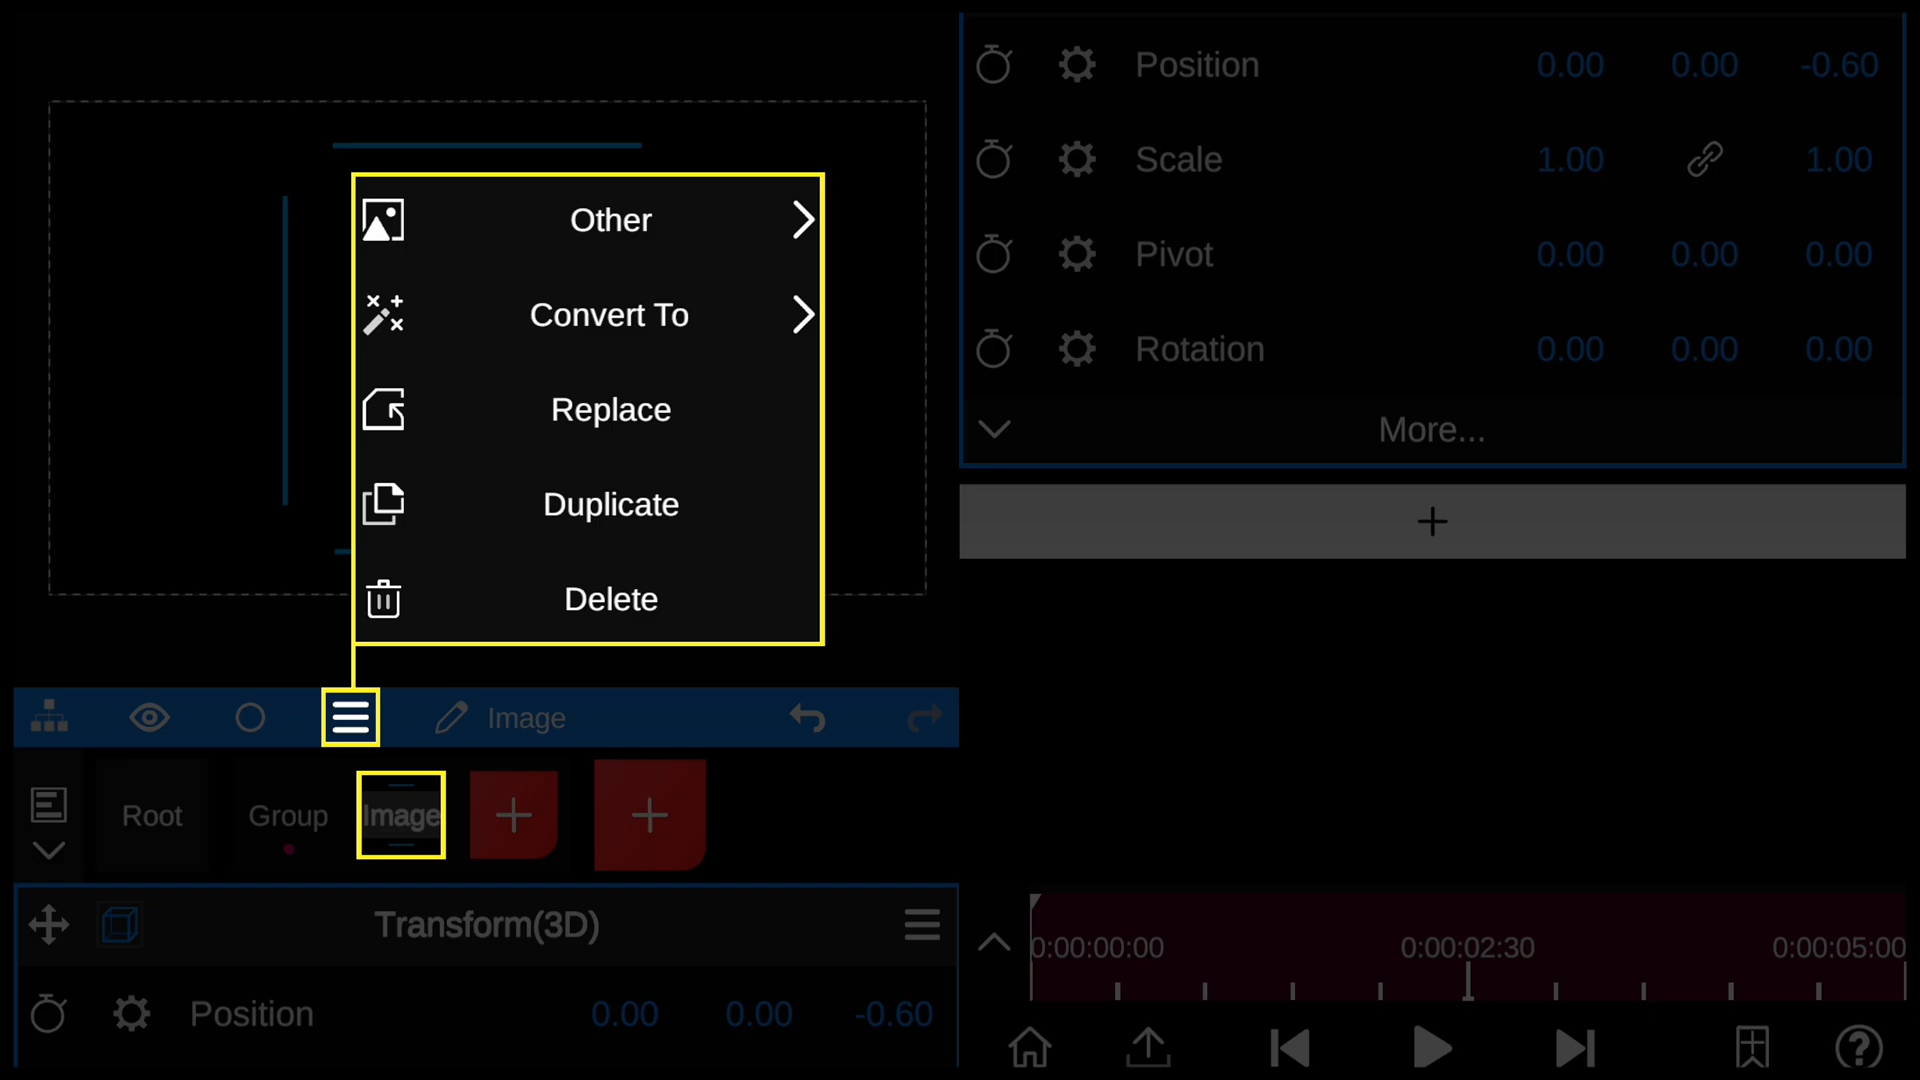 Other
Convert To
Replace
Duplicate
Delete
Image
Root
Group
Image
Transform(3D)
Position 0.00 0.00 -0.60
Position 0.00 0.00 -0.60
Scale 1.00 1.00
Pivot 0.00 0.00 0.00
Rotation 0.00 0.00 0.00
More...
0:00:00:00 0:00:02:30 0:00:05:00